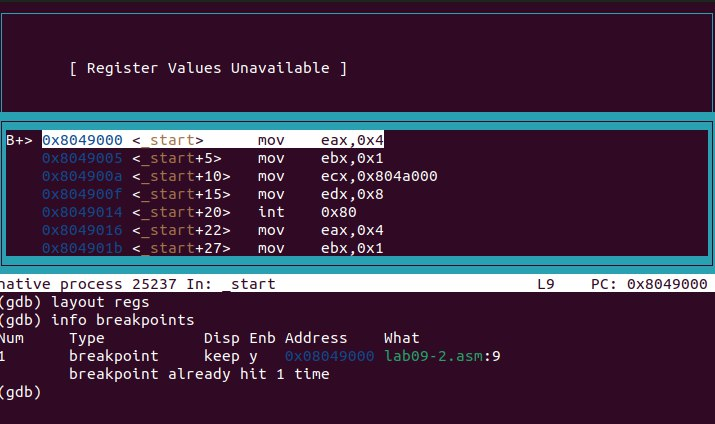 [ Register Values Unavailable ]
B+> 0x8049000 <_start>      mov    eax,0x4
0x8049005 <_start+5>    mov    ebx,0x1
0x804900a <_start+10>   mov    ecx,0x804a000
0x804900f <_start+15>   mov    edx,0x8
0x8049014 <_start+20>   int    0x80
0x8049016 <_start+22>   mov    eax,0x4
0x804901b <_start+27>   mov    ebx,0x1
native process 25237 In: _start L9 PC: 0x8049000
(gdb) layout regs
(gdb) info breakpoints
Num     Type           Disp Enb Address    What
1       breakpoint     keep y   0x08049000 lab09-2.asm:9
breakpoint already hit 1 time
(gdb)